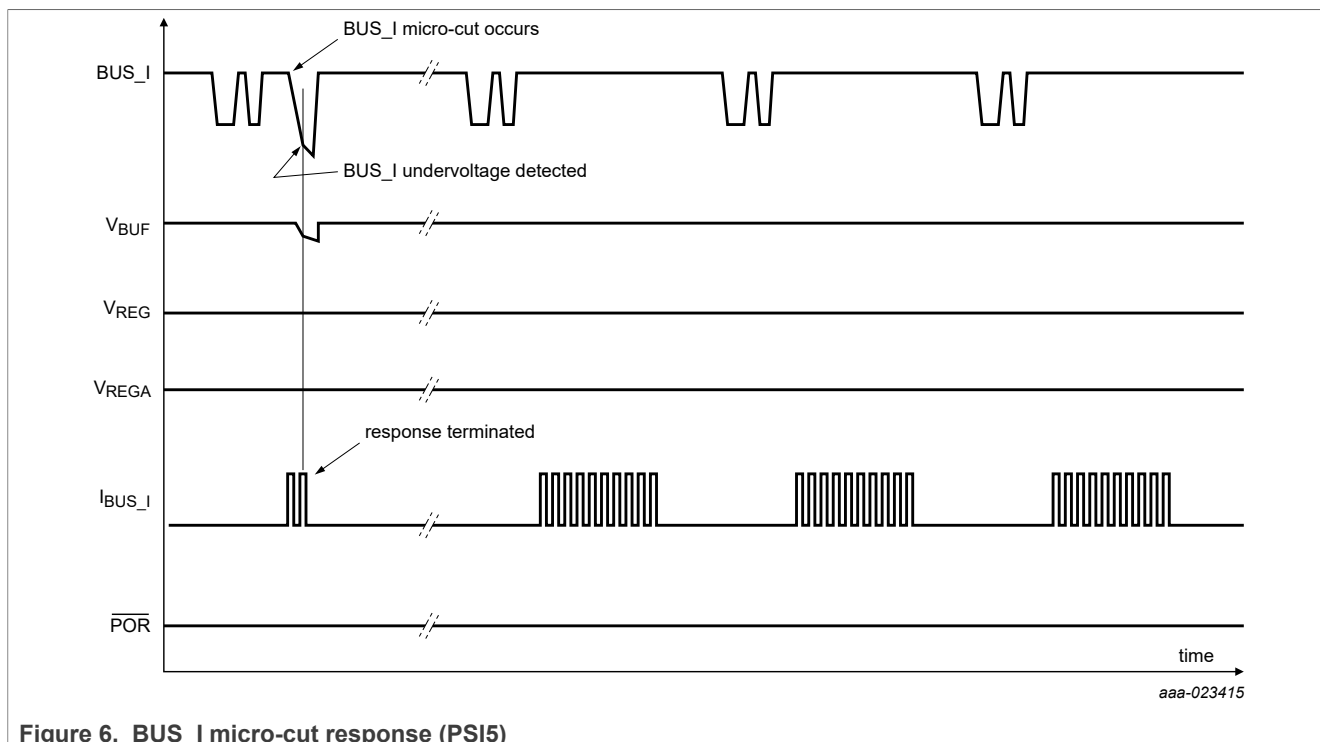 BUS_I micro-cut occurs
BUS_I
BUS_I undervoltage detected
VBUF
VREG
VREGA
response terminated
IBUS_I
POR
time
aaa-023415
Figure 6. BUS_I micro-cut response (PSI5)